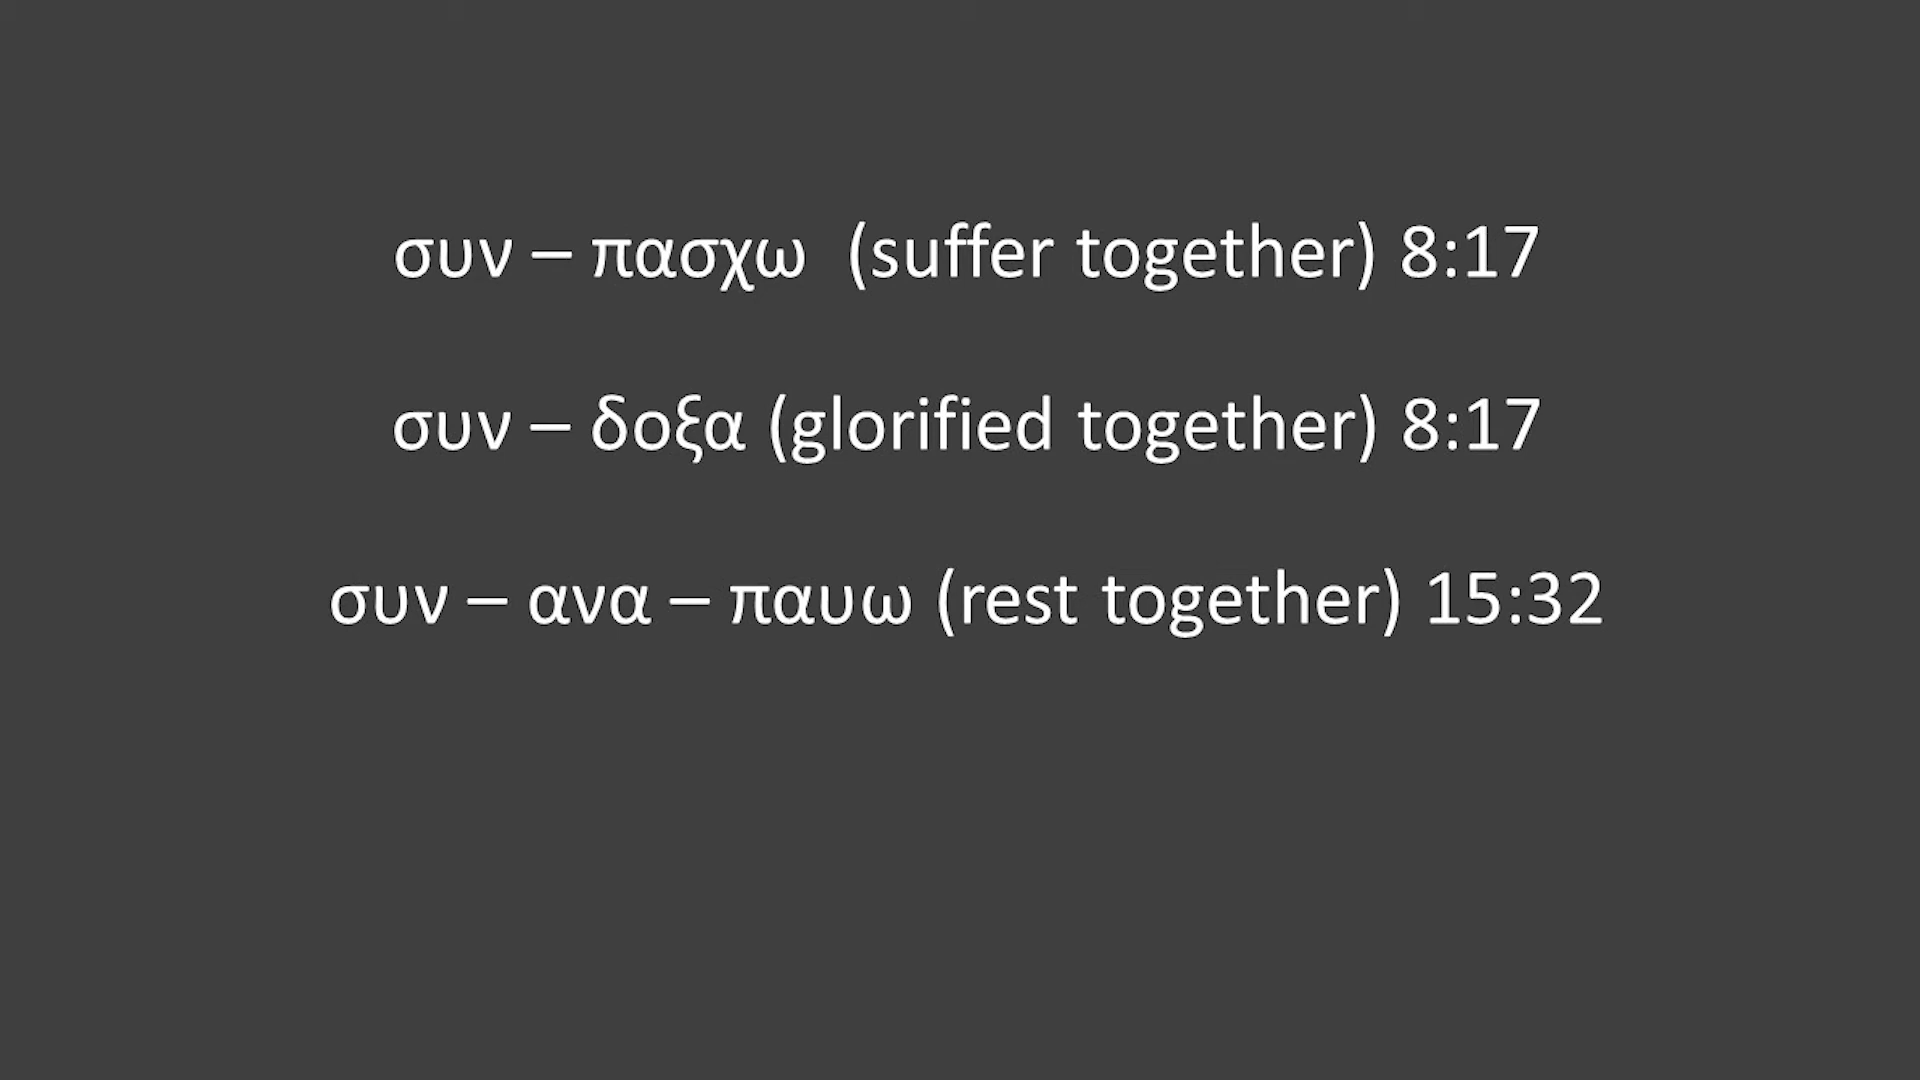 συν – πασχω  (suffer together) 8:17
συν – δοξα (glorified together) 8:17
συν – ανα – παυω (rest together) 15:32